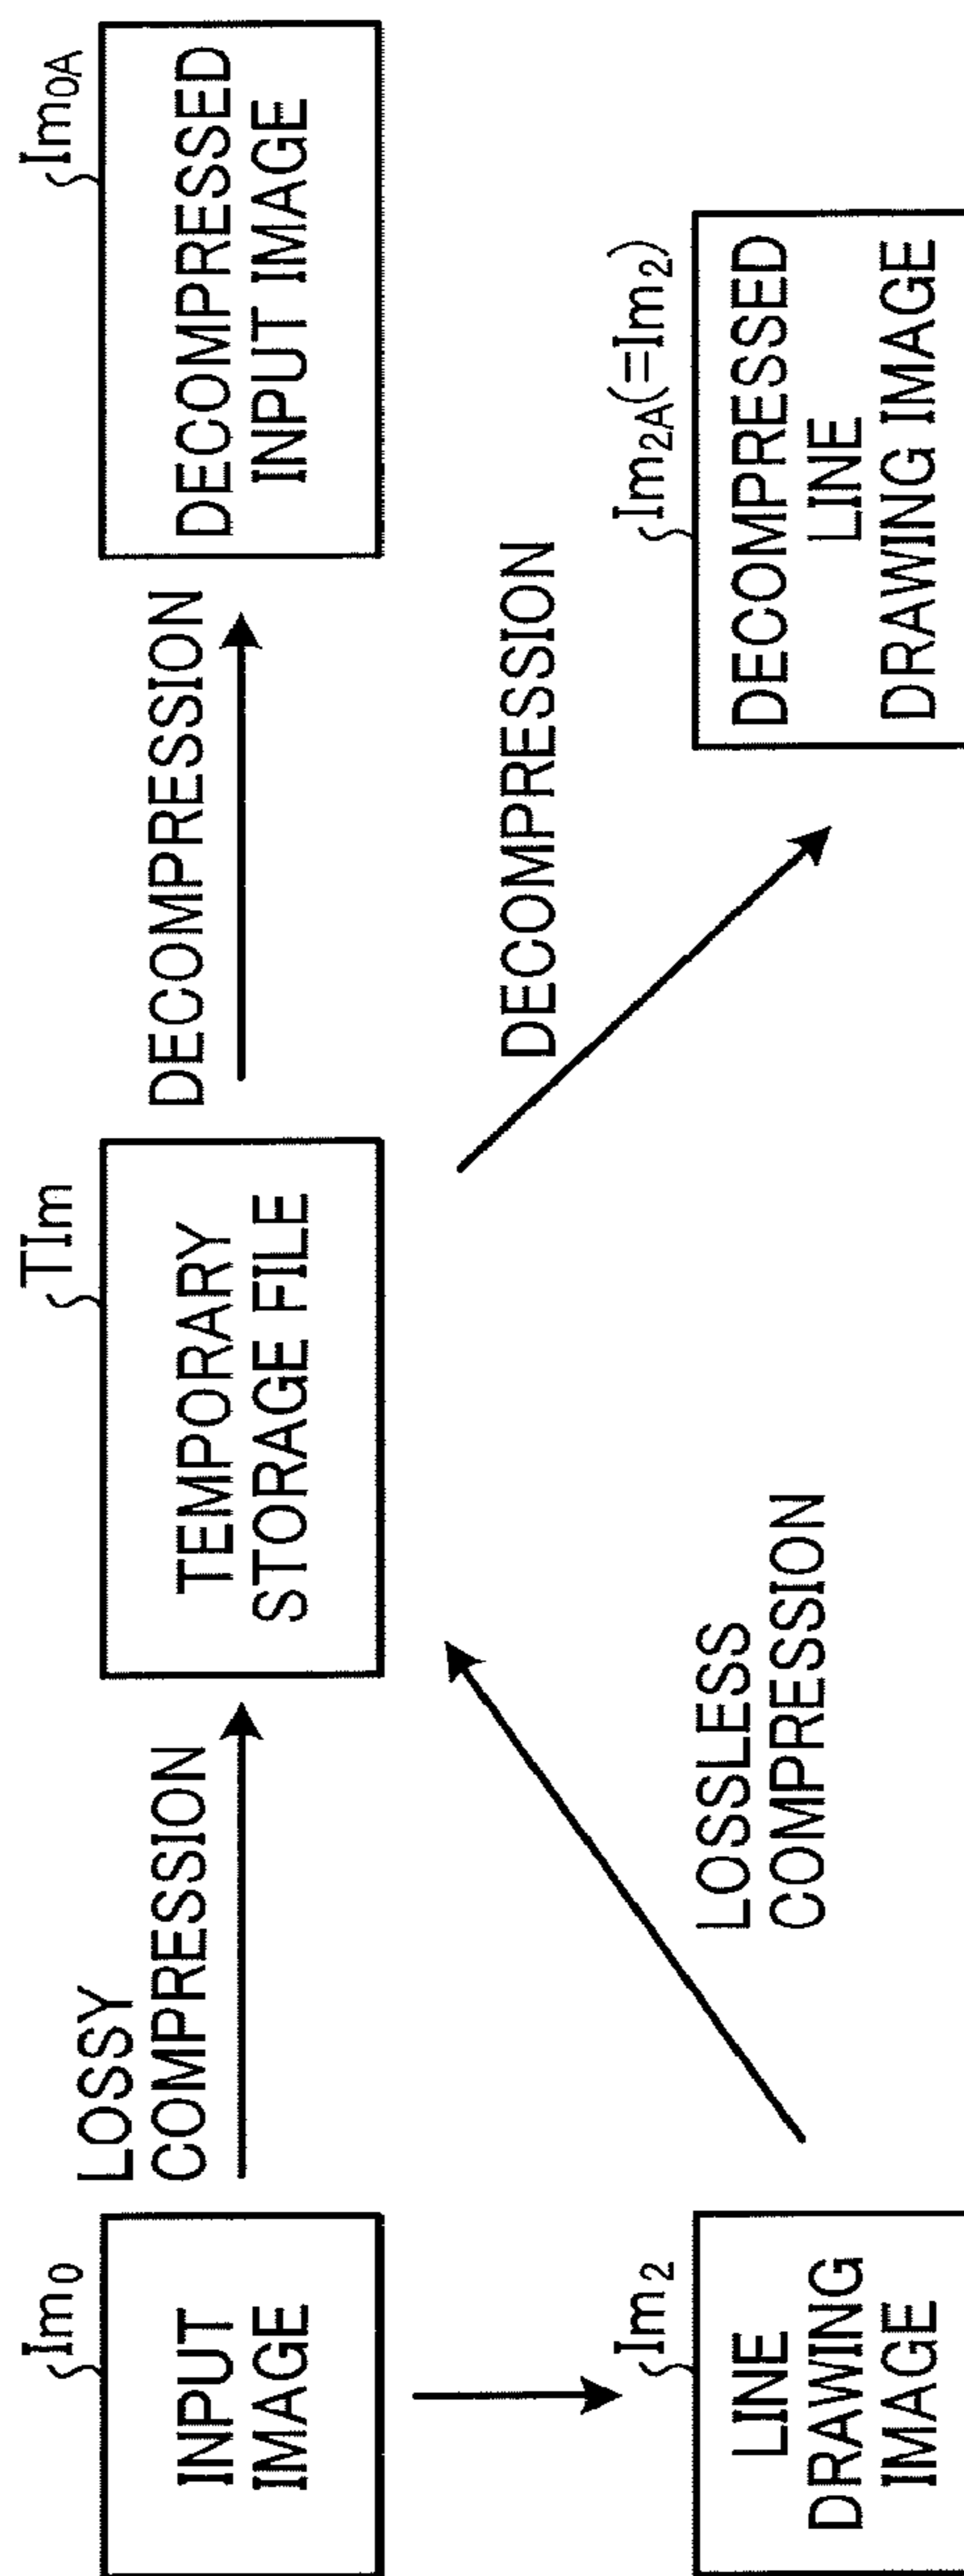 Im0
INPUT
IMAGE
LOSSY
COMPRESSION
TIm
TEMPORARY
STORAGE FILE
DECOMPRESSION
Im0A
DECOMPRESSED
INPUT IMAGE
Im2
LINE
DRAWING
IMAGE
LOSSLESS
COMPRESSION
DECOMPRESSION
Im2A(=Im2)
DECOMPRESSED
LINE
DRAWING IMAGE